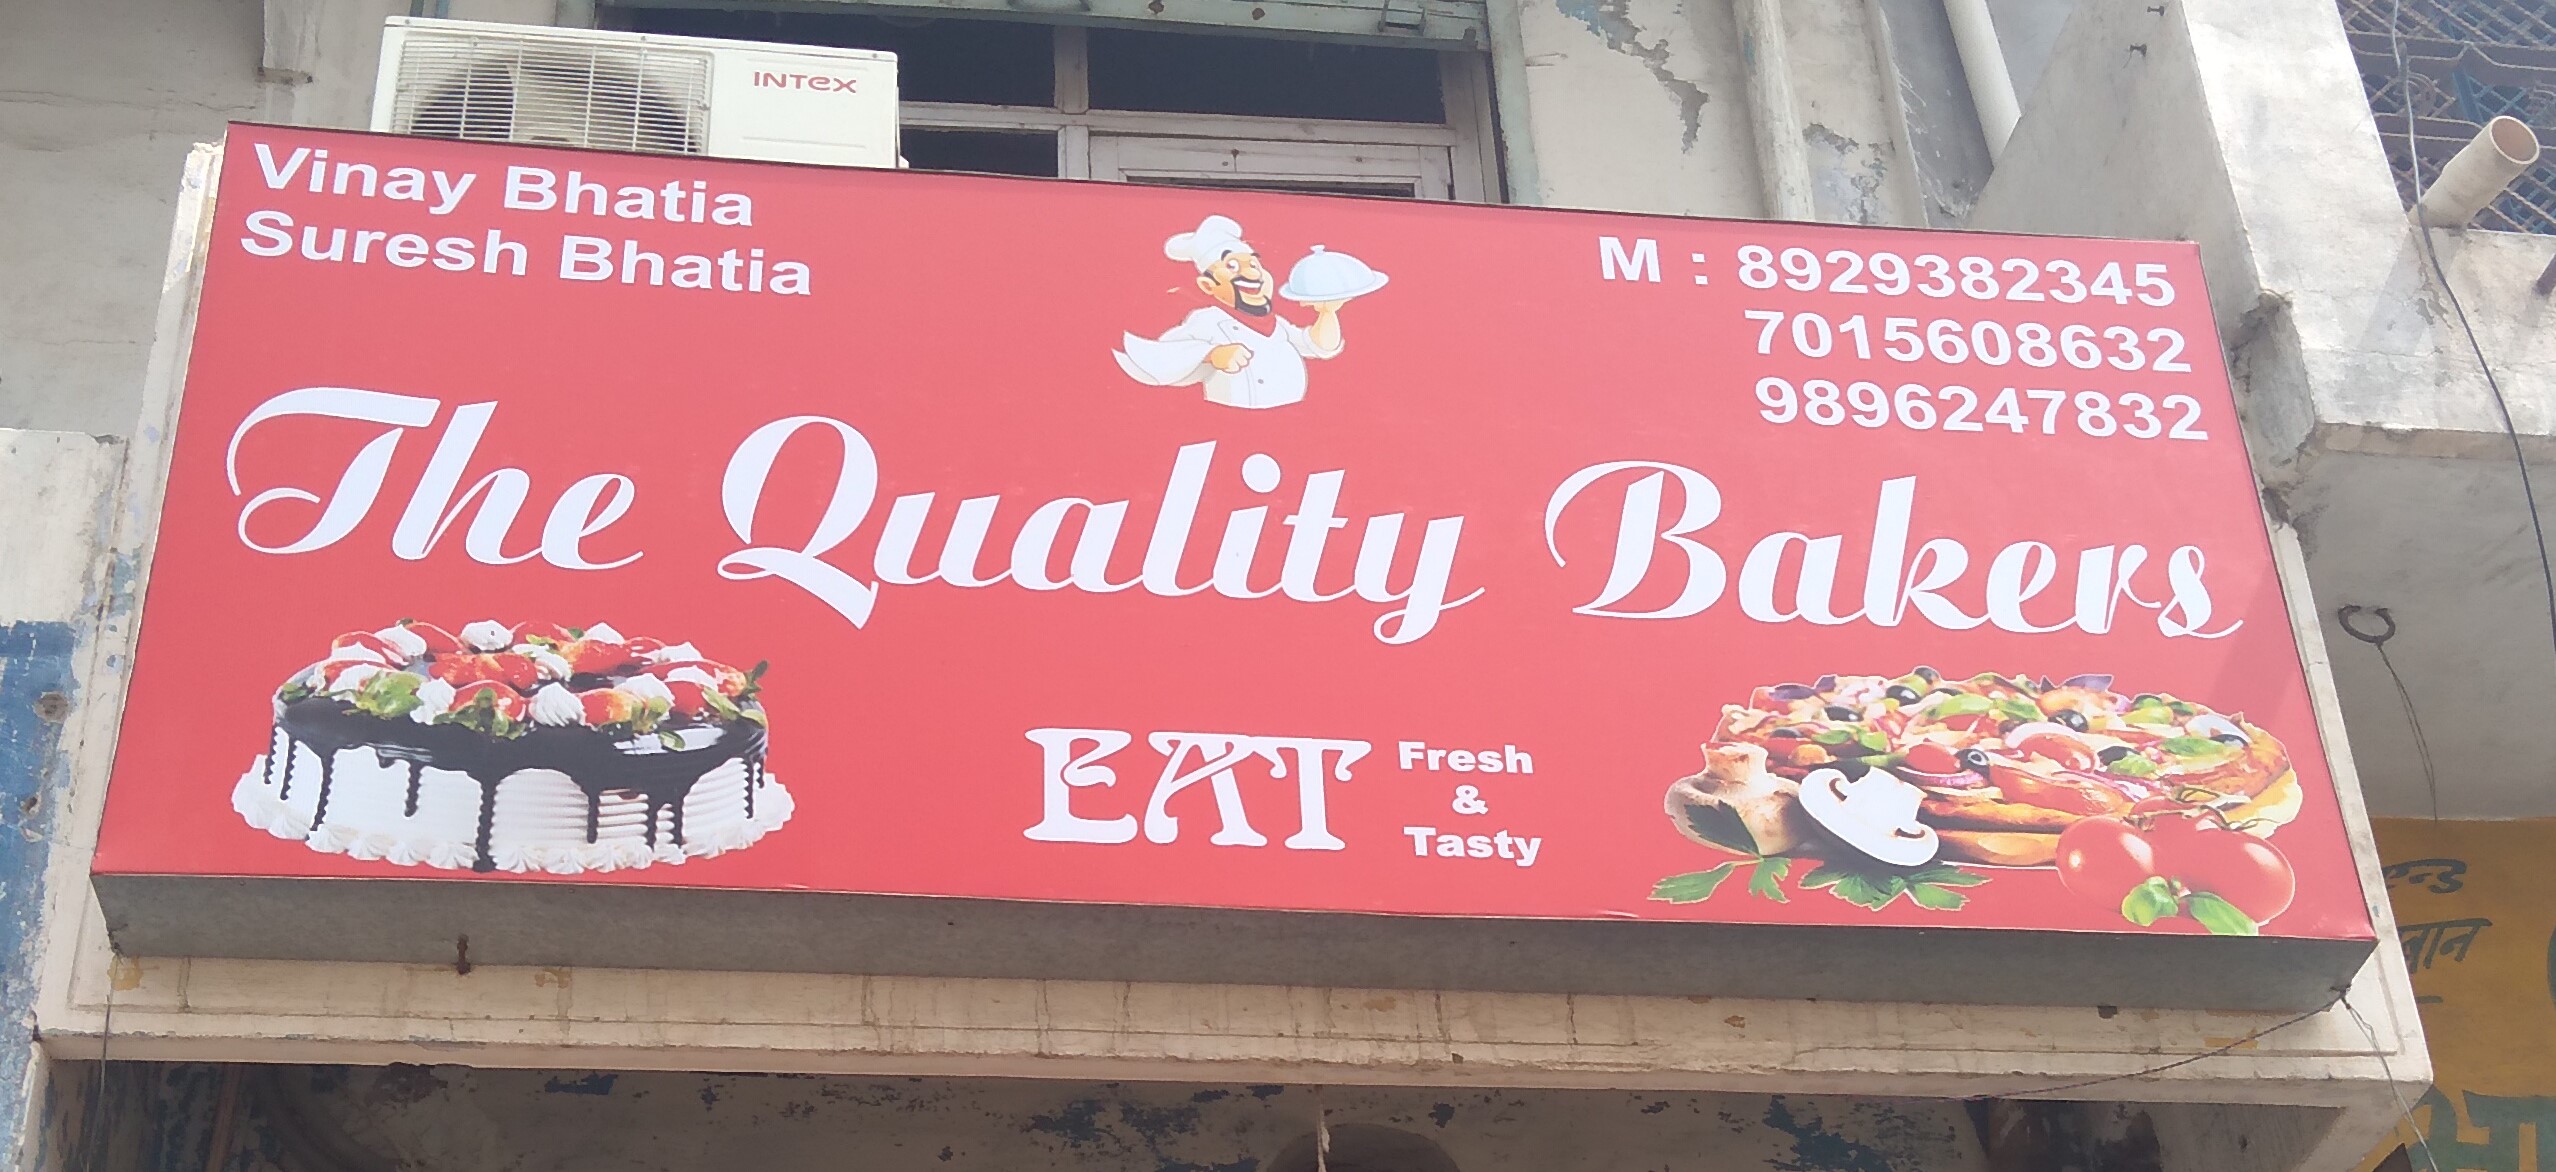 INTEX
Vinay Bhatia
Suresh Bhatia
M : 8929382345
7015608632
9896247832
The Quality Bakers
EAT
Fresh
&
Tasty